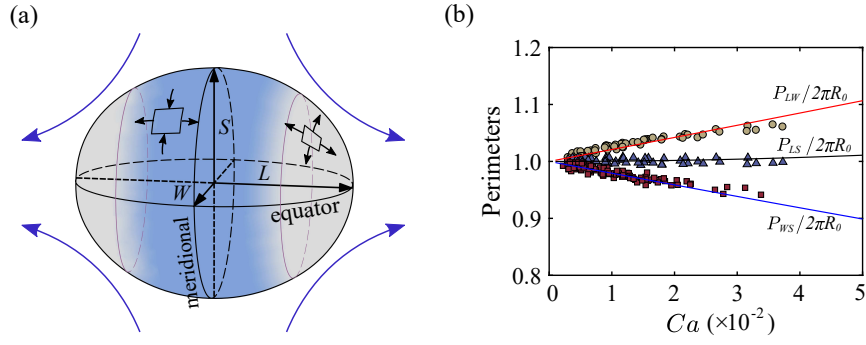 (a)
S
L
W
equator
meridional
(b)
1.2
1.1
1.0
0.9
0.8
Perimeters
P_{LW}/2πR_0
P_{LS}/2πR_0
P_{WS}/2πR_0
0
1
2
3
4
5
Ca (×10^{-2})